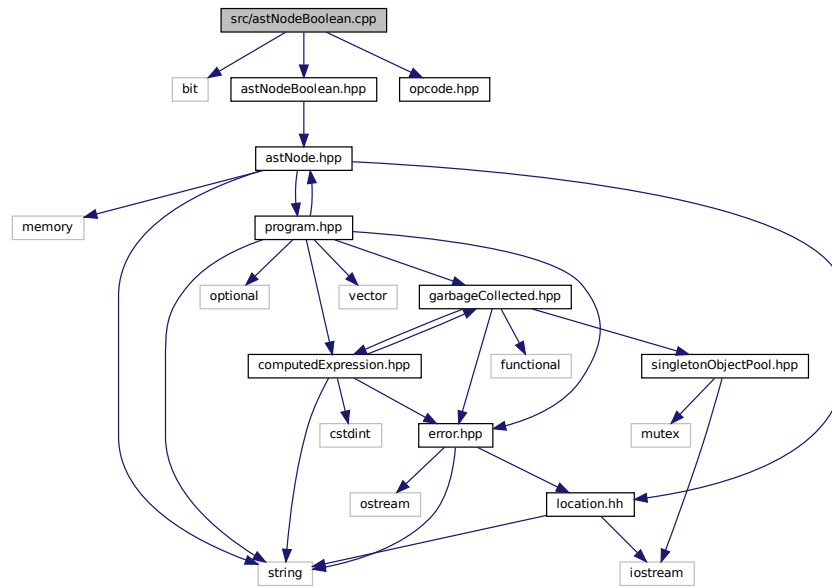 src/astNodeBoolean.cpp
bit
astNodeBoolean.hpp
opcode.hpp
astNode.hpp
memory
program.hpp
optional
vector
garbageCollected.hpp
computedExpression.hpp
functional
singletonObjectPool.hpp
cstdint
error.hpp
mutex
ostream
location.hh
string
iostream